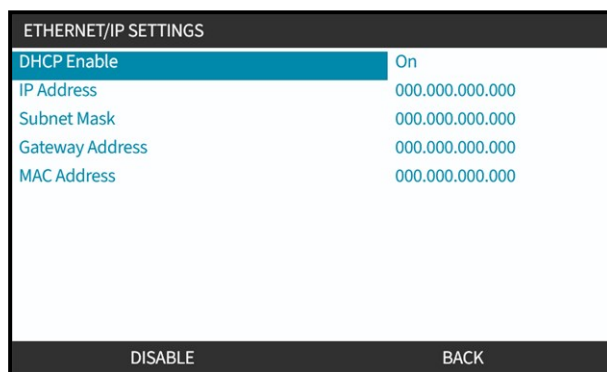 ETHERNET/IP SETTINGS
DHCP Enable On
IP Address 000.000.000.000
Subnet Mask 000.000.000.000
Gateway Address 000.000.000.000
MAC Address 000.000.000.000
DISABLE BACK